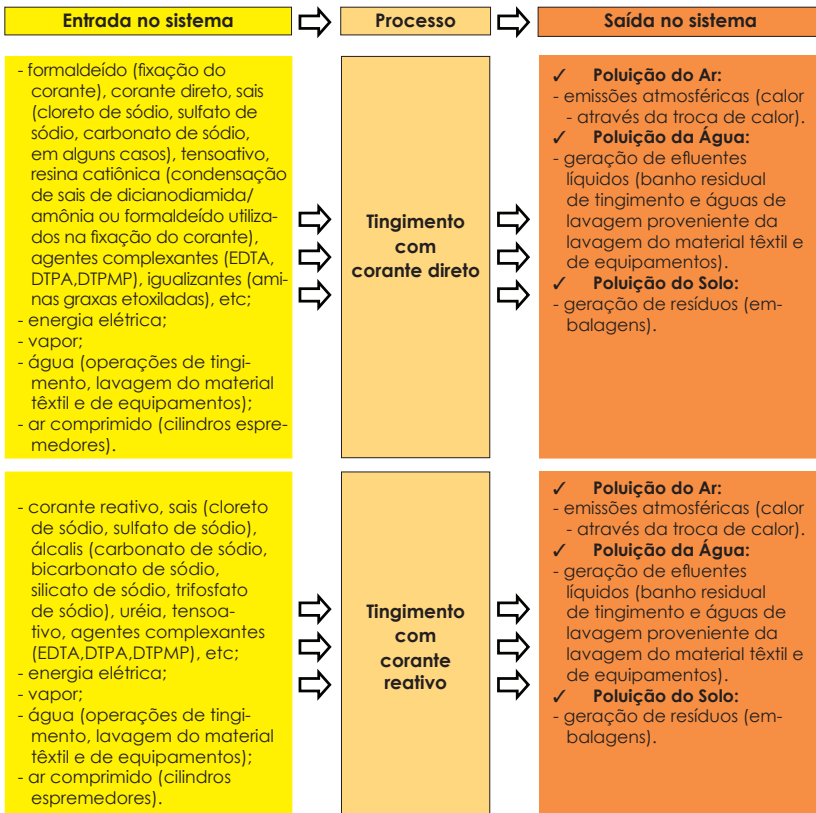 Entrada no sistema
Processo
Saída no sistema
- formaldeído (fixação do
corante), corante direto, sais
(cloreto de sódio, sulfato de
sódio, carbonato de sódio,
em alguns casos), tensoativo,
resina catiônica (condensação
de sais de dicianodiamida/
amônia ou formaldeído utiliza-
dos na fixação do corante),
agentes complexantes (EDTA,
DTPA,DTPMP), igualizantes (ami
nas graxas etoxiladas), etc;
- energia elétrica;
- vapor;
- água (operações de tingi-
mento, lavagem do material
têxtil e de equipamentos);
- ar comprimido (cilindros espre-
medores).
Tingimento
com
corante direto
✓ Poluição do Ar:
- emissões atmosféricas (calor
- através da troca de calor).
✓ Poluição da Água:
- geração de efluentes
líquidos (banho residual
de tingimento e águas de
lavagem proveniente da
lavagem do material têxtil e
de equipamentos).
✓ Poluição do Solo:
- geração de resíduos (em-
balagens).
- corante reativo, sais (cloreto
de sódio, sulfato de sódio),
álcalis (carbonato de sódio,
bicarbonato de sódio,
silicato de sódio, trifosfato
de sódio), uréia, tensoa-
tivo, agentes complexantes
(EDTA,DTPA,DTPMP), etc;
- energia elétrica;
- vapor;
- água (operações de tingi-
mento, lavagem do material
têxtil e de equipamentos);
- ar comprimido (cilindros
espremedores).
Tingimento
com
corante
reativo
✓ Poluição do Ar:
- emissões atmosféricas (calor
- através da troca de calor).
✓ Poluição da Água:
- geração de efluentes
líquidos (banho residual
de tingimento e águas de
lavagem proveniente da
lavagem do material têxtil e
de equipamentos).
✓ Poluição do Solo:
- geração de resíduos (em-
balagens).